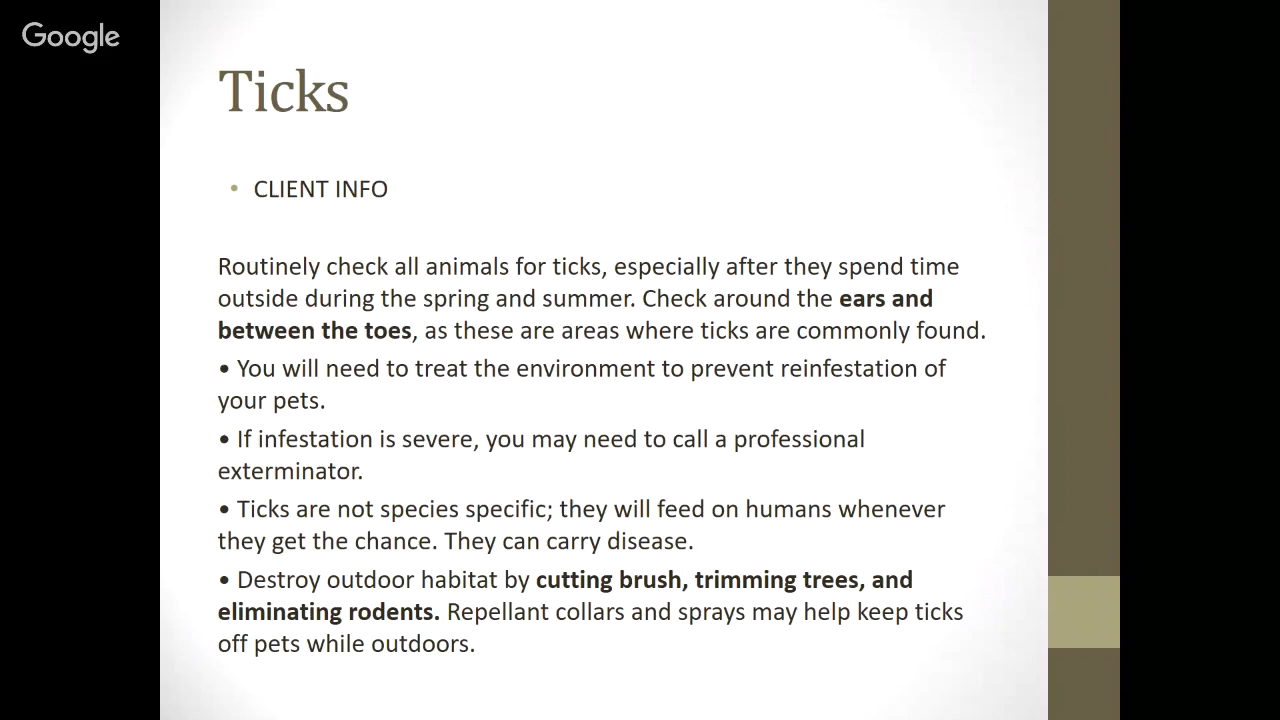 Google
Ticks
• CLIENT INFO
Routinely check all animals for ticks, especially after they spend time
outside during the spring and summer. Check around the ears and
between the toes, as these are areas where ticks are commonly found.
• You will need to treat the environment to prevent reinfestation of
your pets.
• If infestation is severe, you may need to call a professional
exterminator.
• Ticks are not species specific; they will feed on humans whenever
they get the chance. They can carry disease.
• Destroy outdoor habitat by cutting brush, trimming trees, and
eliminating rodents. Repellant collars and sprays may help keep ticks
off pets while outdoors.